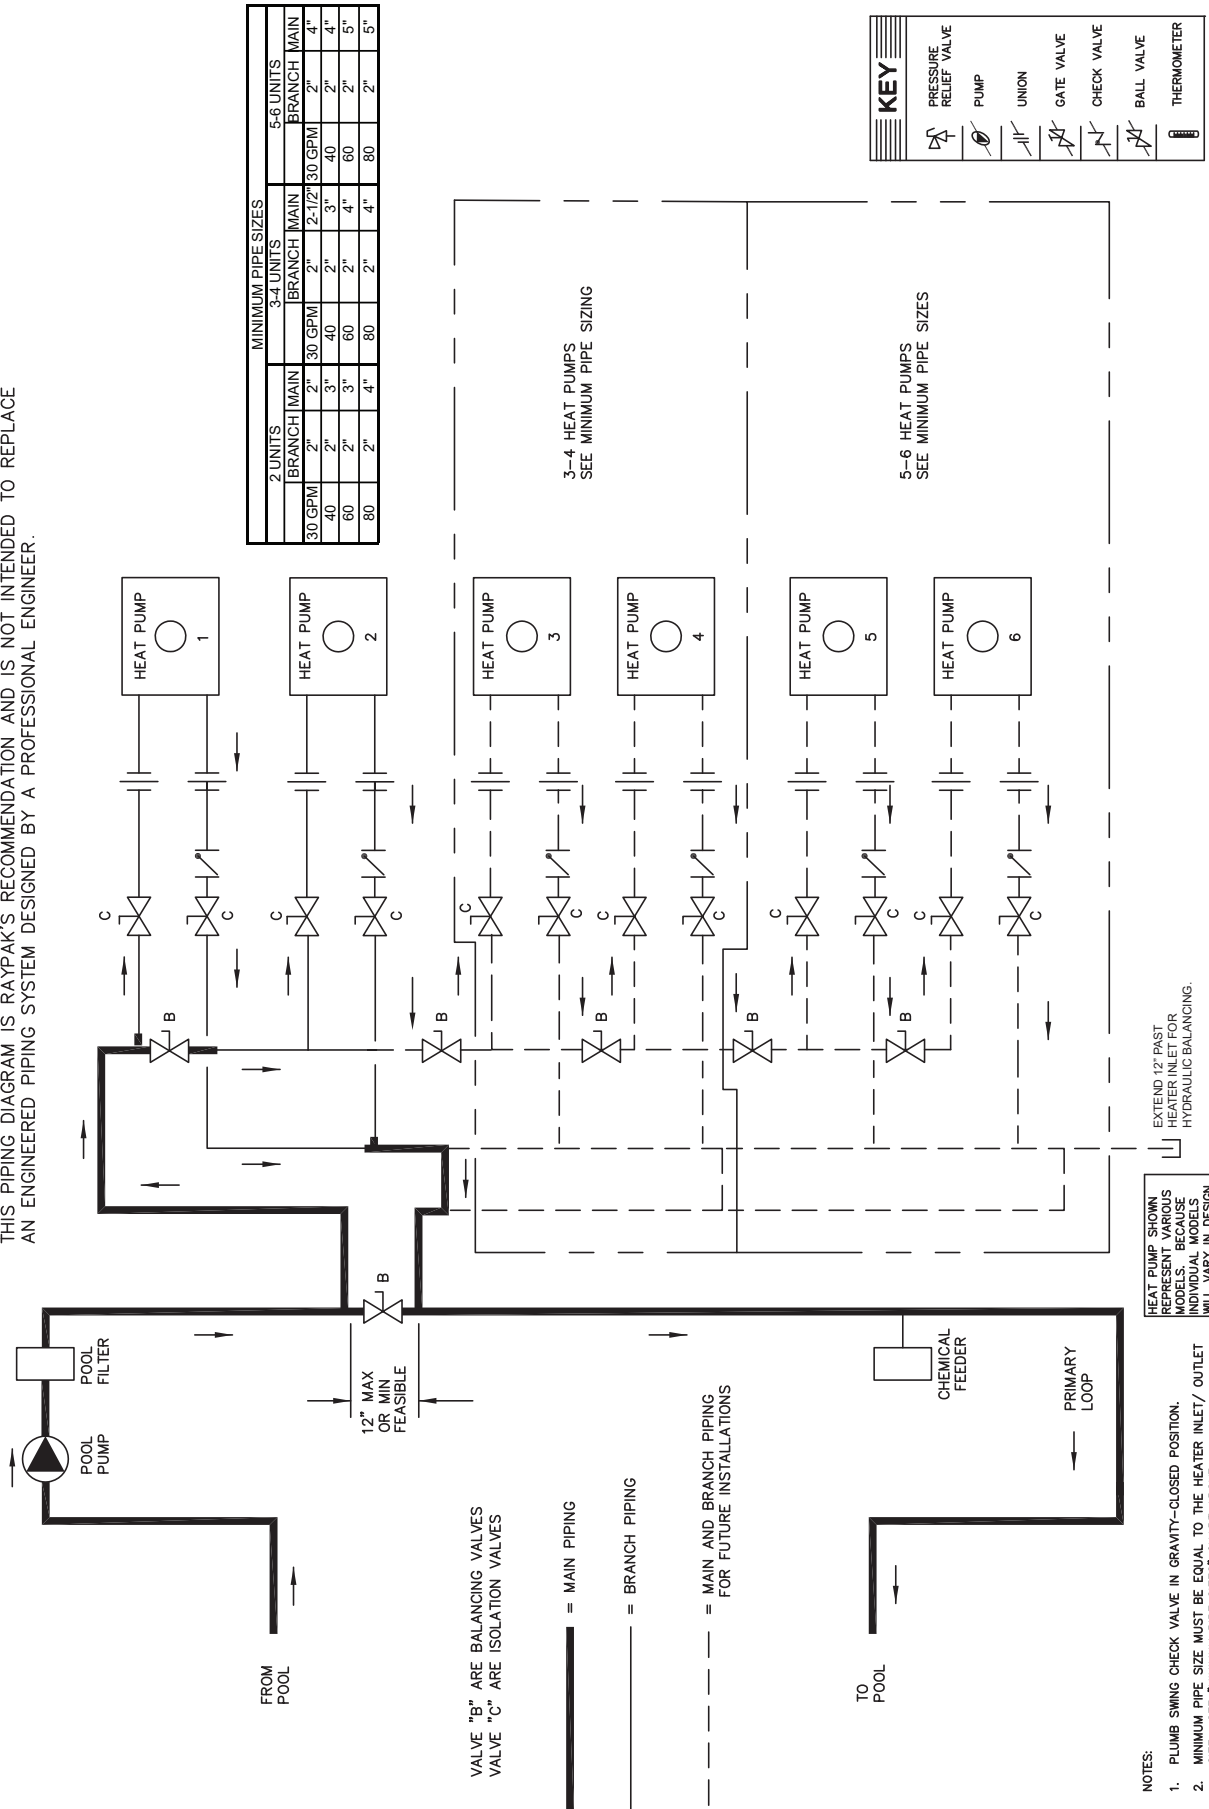 THIS PIPING DIAGRAM IS RAYPAK'S RECOMMENDATION AND IS NOT INTENDED TO REPLACE
AN ENGINEERED PIPING SYSTEM DESIGNED BY A PROFESSIONAL ENGINEER.
MINIMUM PIPE SIZES
2 UNITS 3-4 UNITS 5-6 UNITS
BRANCH MAIN BRANCH MAIN BRANCH MAIN
30 GPM 2" 2" 30 GPM 2" 2-1/2" 30 GPM 2" 4"
40 2" 3" 40 2" 3" 40 2" 4"
60 2" 3" 60 2" 4" 60 2" 5"
80 2" 4" 80 2" 4" 80 2" 5"
KEY
PRESSURE
RELIEF VALVE
PUMP
UNION
GATE VALVE
CHECK VALVE
BALL VALVE
THERMOMETER
HEAT PUMP
1
HEAT PUMP
2
HEAT PUMP
3
HEAT PUMP
4
HEAT PUMP
5
HEAT PUMP
6
3-4 HEAT PUMPS
SEE MINIMUM PIPE SIZING
5-6 HEAT PUMPS
SEE MINIMUM PIPE SIZES
C
C
C
C
C
C
C
C
C
C
C
C
B
B
B
B
B
B
POOL
FILTER
POOL
PUMP
FROM
POOL
12" MAX
OR MIN
FEASIBLE
CHEMICAL
FEEDER
PRIMARY
LOOP
TO
POOL
EXTEND 12" PAST
HEATER INLET FOR
HYDRAULIC BALANCING.
HEAT PUMP SHOWN
REPRESENT VARIOUS
MODELS. BECAUSE
INDIVIDUAL MODELS
WILL VARY IN DESIGN
VALVE "B" ARE BALANCING VALVES
VALVE "C" ARE ISOLATION VALVES
= MAIN PIPING
= BRANCH PIPING
= MAIN AND BRANCH PIPING
FOR FUTURE INSTALLATIONS
NOTES:
1. PLUMB SWING CHECK VALVE IN GRAVITY-CLOSED POSITION.
2. MINIMUM PIPE SIZE MUST BE EQUAL TO THE HEATER INLET/ OUTLET